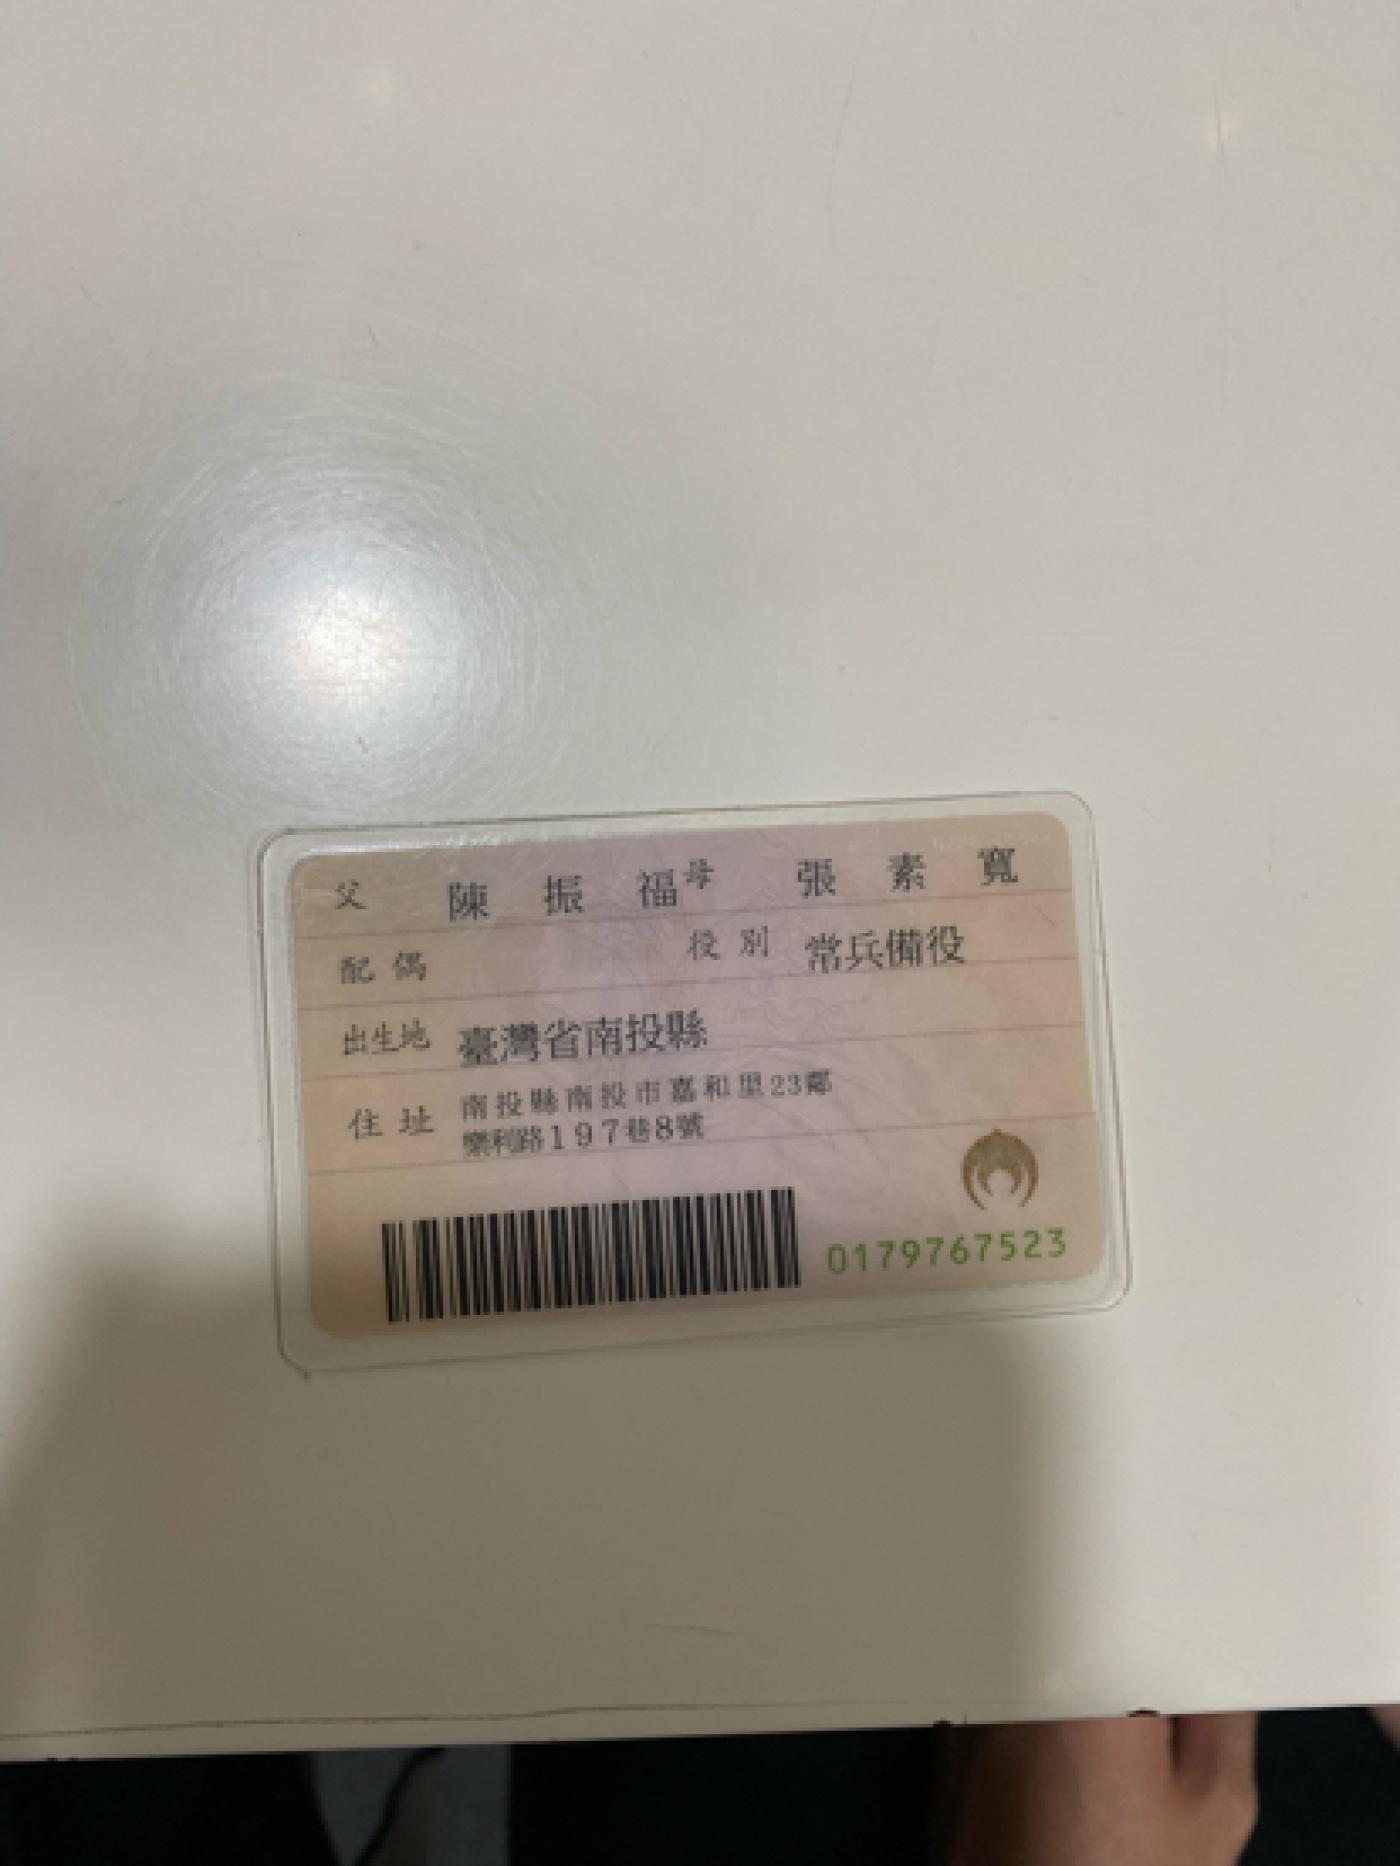 父 陳振福 母 張素寬
配偶 役別 常兵備役
出生地 臺灣省南投縣
住址 南投縣南投市嘉和里23鄰
樂利路197巷8號
0179767523